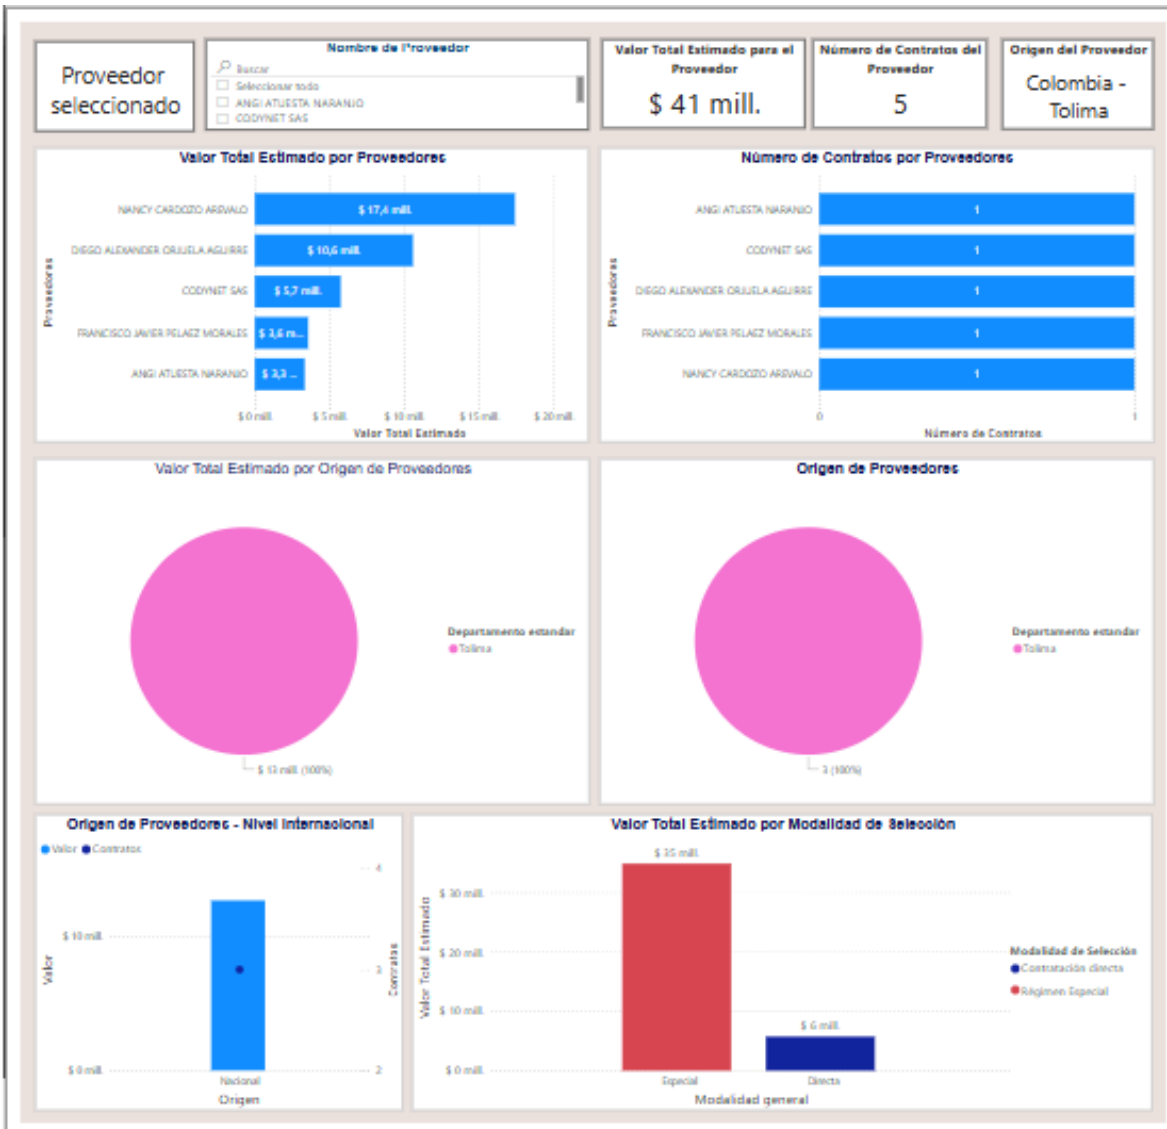 Proveedor
seleccionado
Nombre de Proveedor
Buscar
Seleccionar todo
ANGI ATUESTA NARANJO
CODYNET SAS
Valor Total Estimado para el
Proveedor
$ 41 mill.
Número de Contratos del
Proveedor
5
Origen del Proveedor
Colombia -
Tolima
Valor Total Estimado por Proveedores
Proveedores
NANCY CARDOZO AREVALO
$ 17,4 mill.
DIEGO ALEXANDER ORJUELA AGUIRRE
$ 10,6 mill.
CODYNET SAS
$ 5,7 mill.
FRANCISCO JAVIER PELAEZ MORALES
$ 3,6 m...
ANGI ATUESTA NARANJO
$ 3,3 ...
$ 0 mill. $ 5 mill. $ 10 mill. $ 15 mill. $ 20 mill.
Valor Total Estimado
Número de Contratos por Proveedores
Proveedores
ANGI ATUESTA NARANJO
1
CODYNET SAS
1
DIEGO ALEXANDER ORJUELA AGUIRRE
1
FRANCISCO JAVIER PELAEZ MORALES
1
NANCY CARDOZO AREVALO
1
0 1
Número de Contratos
Valor Total Estimado por Origen de Proveedores
Departamento estandar
Tolima
$ 13 mill. (100%)
Origen de Proveedores
Departamento estandar
Tolima
3 (100%)
Origen de Proveedores - Nivel Internacional
Valor Contratos
4
$ 10 mill.
3
Valor
Contratos
$ 0 mill.
2
Nacional
Origen
Valor Total Estimado por Modalidad de Selección
$ 35 mill.
$ 30 mill.
$ 20 mill.
$ 10 mill.
$ 0 mill.
Valor Total Estimado
$ 6 mill.
Especial Directa
Modalidad general
Modalidad de Selección
Contratación directa
Régimen Especial